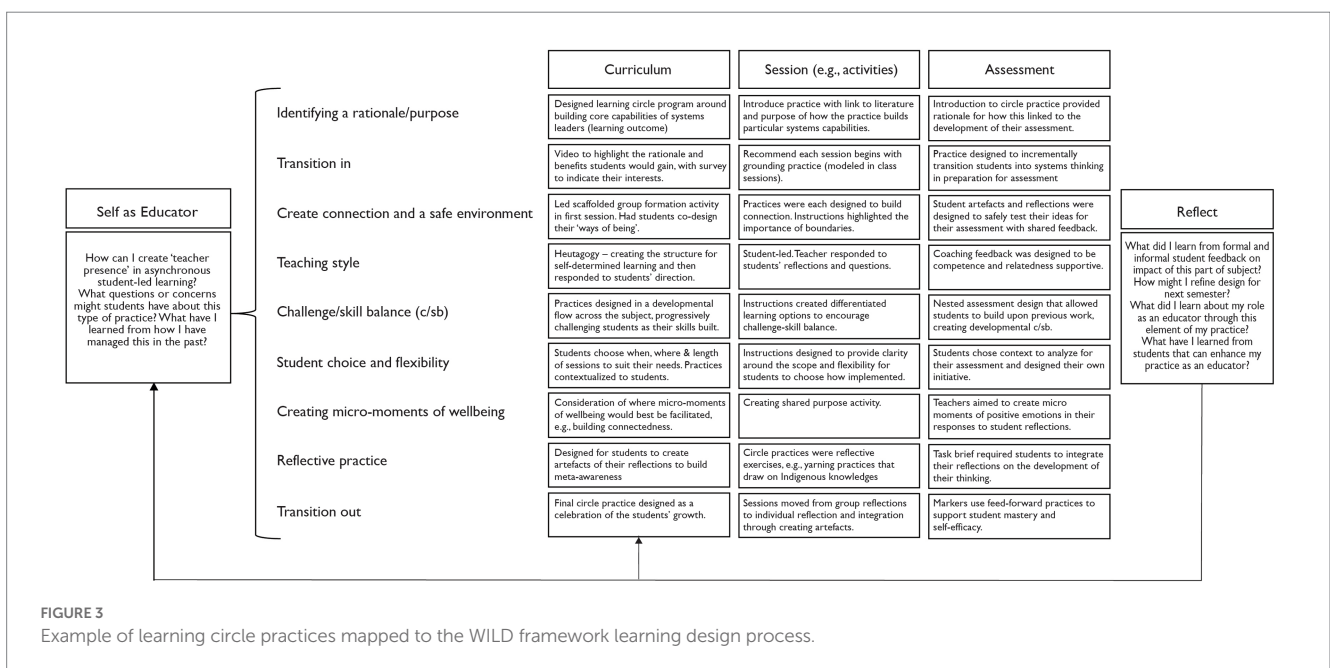 Curriculum
Session (e.g., activities)
Assessment
Identifying a rationale/purpose
Designed learning circle program around
building core capabilities of systems
leaders (learning outcome)
Introduce practice with link to literature
and purpose of how the practice builds
particular systems capabilities.
Introduction to circle practice provided
rationale for how this linked to the
development of their assessment.
Transition in
Video to highlight the rationale and
benefits students would gain, with survey
to indicate their interests.
Recommend each session begins with
grounding practice (modeled in class
sessions).
Practice designed to incrementally
transition students into systems thinking
in preparation for assessment
Self as Educator
How can I create ‘teacher
presence’ in asynchronous
student-led learning?
What questions or concerns
might students have about this
type of practice? What have I
learned from how I have
managed this in the past?
Create connection and a safe environment
Led scaffolded group formation activity
in first session. Had students co-design
their ‘ways of being’.
Practices were each designed to build
connection. Instructions highlighted the
importance of boundaries.
Student artefacts and reflections were
designed to safely test their ideas for
their assessment with shared feedback.
Teaching style
Heutagogy – creating the structure for
self-determined learning and then
responded to students’ direction.
Student-led. Teacher responded to
students’ reflections and questions.
Coaching feedback was designed to be
competence and relatedness supportive.
Challenge/skill balance (c/sb)
Practices designed in a developmental
flow across the subject, progressively
challenging students as their skills built.
Instructions created differentiated
learning options to encourage
challenge-skill balance.
Nested assessment design that allowed
students to build upon previous work,
creating developmental c/sb.
Student choice and flexibility
Students choose when, where & length
of sessions to suit their needs. Practices
contextualized to students.
Instructions designed to provide clarity
around the scope and flexibility for
students to choose how implemented.
Students chose context to analyze for
their assessment and designed their own
initiative.
Creating micro-moments of wellbeing
Consideration of where micro-moments
of wellbeing would best be facilitated,
e.g., building connectedness.
Creating shared purpose activity.
Teachers aimed to create micro
moments of positive emotions in their
responses to student reflections.
Reflective practice
Designed for students to create
artefacts of their reflections to build
meta-awareness
Circle practices were reflective
exercises, e.g., yarning practices that
draw on Indigenous knowledges
Task brief required students to integrate
their reflections on the development of
their thinking.
Transition out
Final circle practice designed as a
celebration of the students’ growth.
Sessions moved from group reflections
to individual reflection and integration
through creating artefacts.
Markers use feed-forward practices to
support student mastery and
self-efficacy.
Reflect
What did I learn from formal and
informal student feedback on
impact of this part of subject?
How might I refine design for
next semester?
What did I learn about my role
as an educator through this
element of my practice?
What have I learned from
students that can enhance my
practice as an educator?
FIGURE 3
Example of learning circle practices mapped to the WILD framework learning design process.